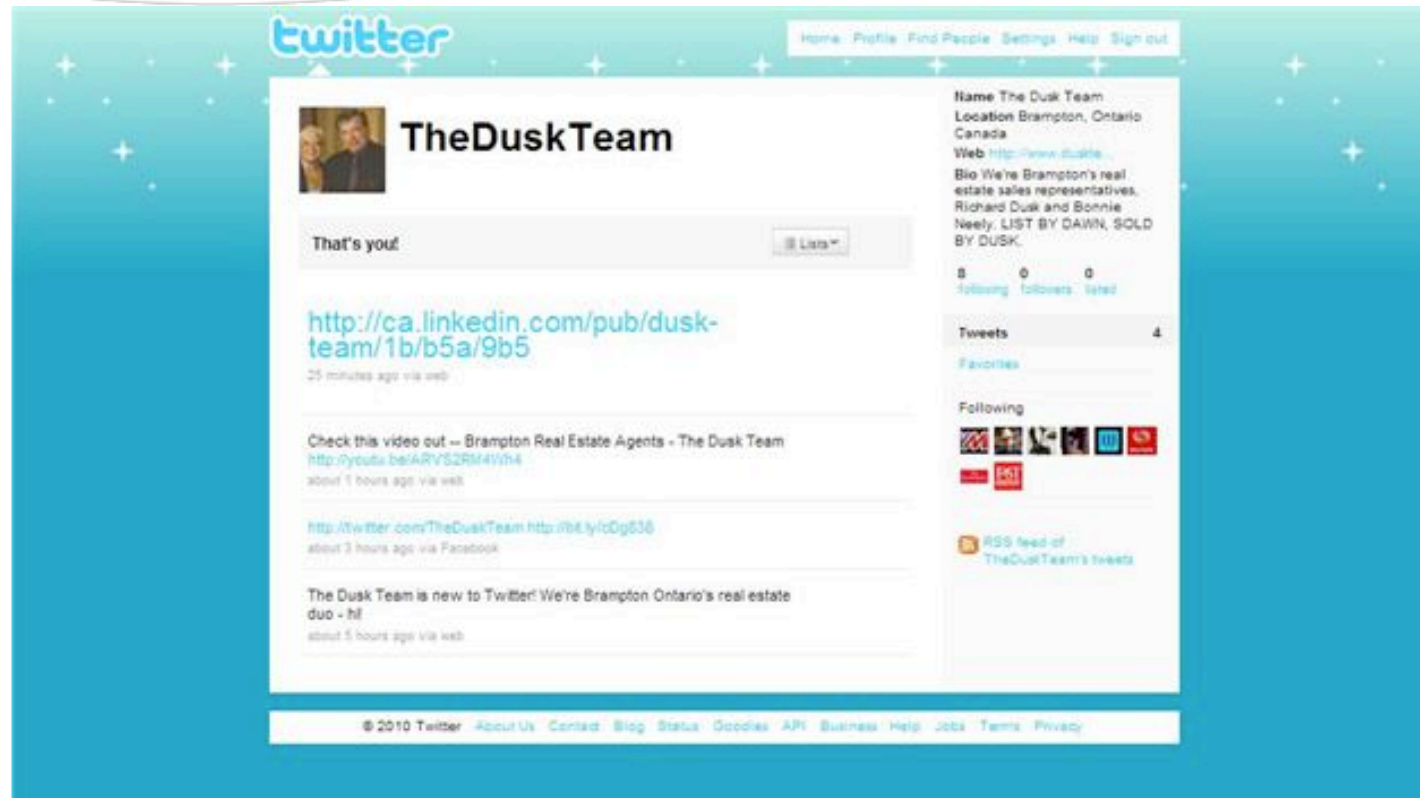 twitter
Home Profile Find People Settings Help Sign out
TheDuskTeam
That's you!
Lists
http://ca.linkedin.com/pub/dusk-
team/1b/b5a/9b5
25 minutes ago via web
Check this video out -- Brampton Real Estate Agents - The Dusk Team
http://youtu.be/ARVS2RM4Wh4
about 1 hours ago via web
http://twitter.com/TheDuskTeam
about 3 hours ago via Facebook
The Dusk Team is new to Twitter! We're Brampton Ontario's real estate
duo - hi!
about 5 hours ago via web
Name The Dusk Team
Location Brampton, Ontario
Canada
Web http://www.duskte...
Bio We're Brampton's real
estate sales representatives,
Richard Dusk and Bonnie
Neely. LIST BY DAWN, SOLD
BY DUSK.
8 0 0
following followers listed
Tweets 4
Favorites
Following
RSS feed of
TheDuskTeam's tweets
© 2010 Twitter About Us Contact Blog Status Goodies API Business Help Jobs Terms Privacy